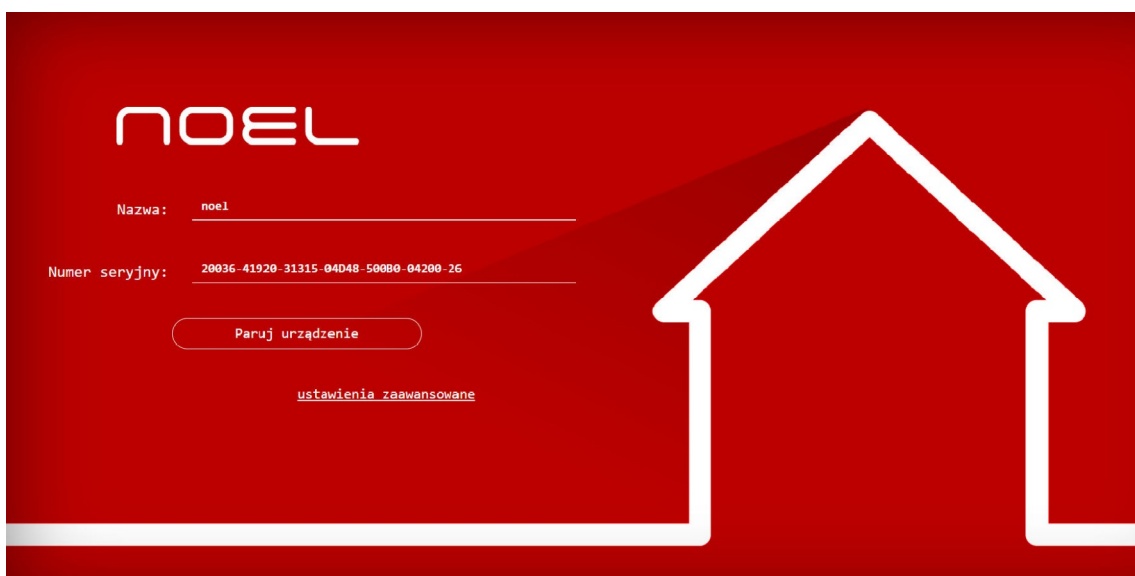 NOEL
Nazwa: noel
Numer seryjny: 20036-41920-31315-04D48-500B0-04200-26
Paruj urządzenie
ustawienia zaawansowane